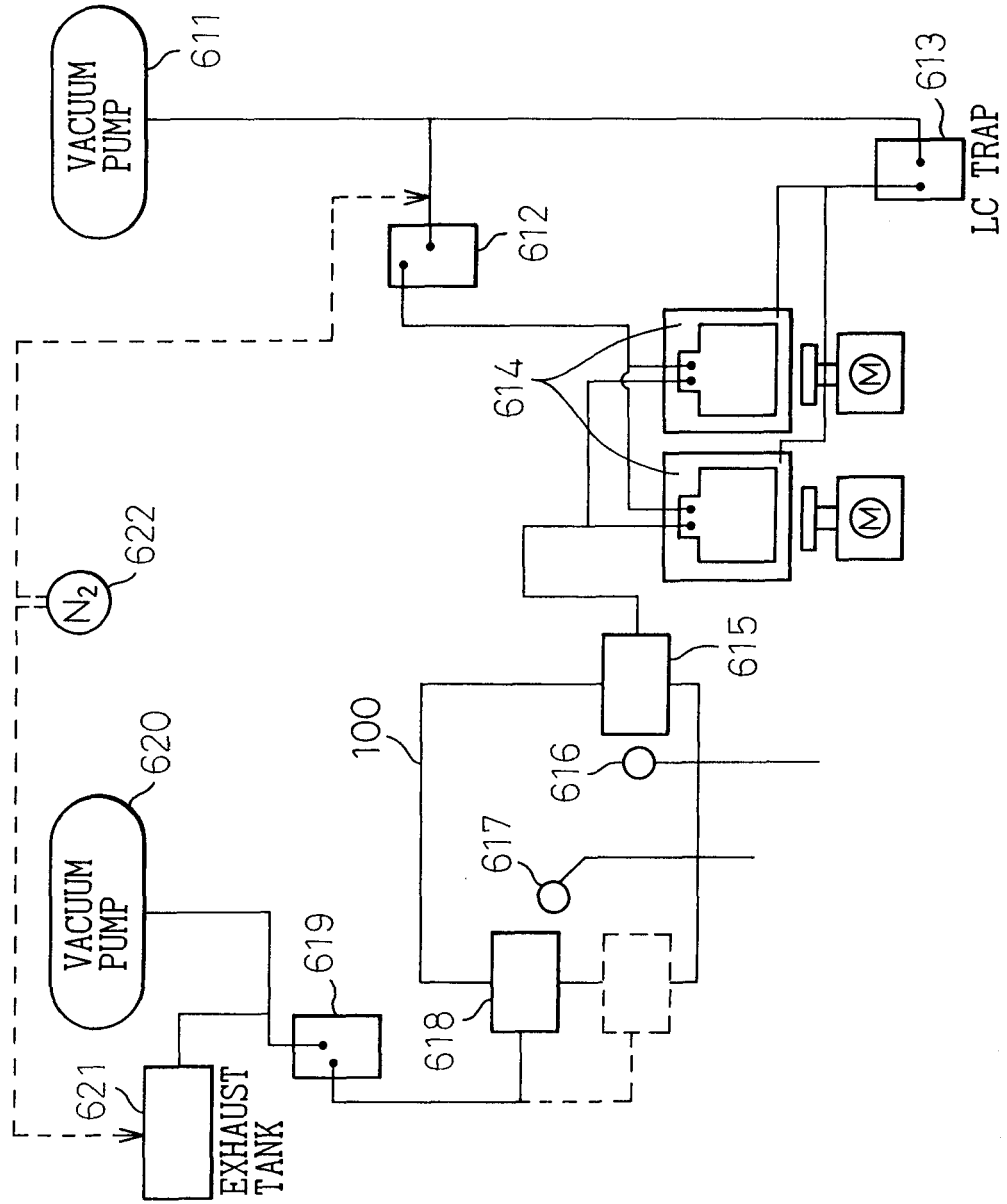 VACUUM
PUMP
620
N₂
622
VACUUM
PUMP
611
621
EXHAUST
TANK
619
618
100
617
616
615
612
614
M
M
613
LC TRAP